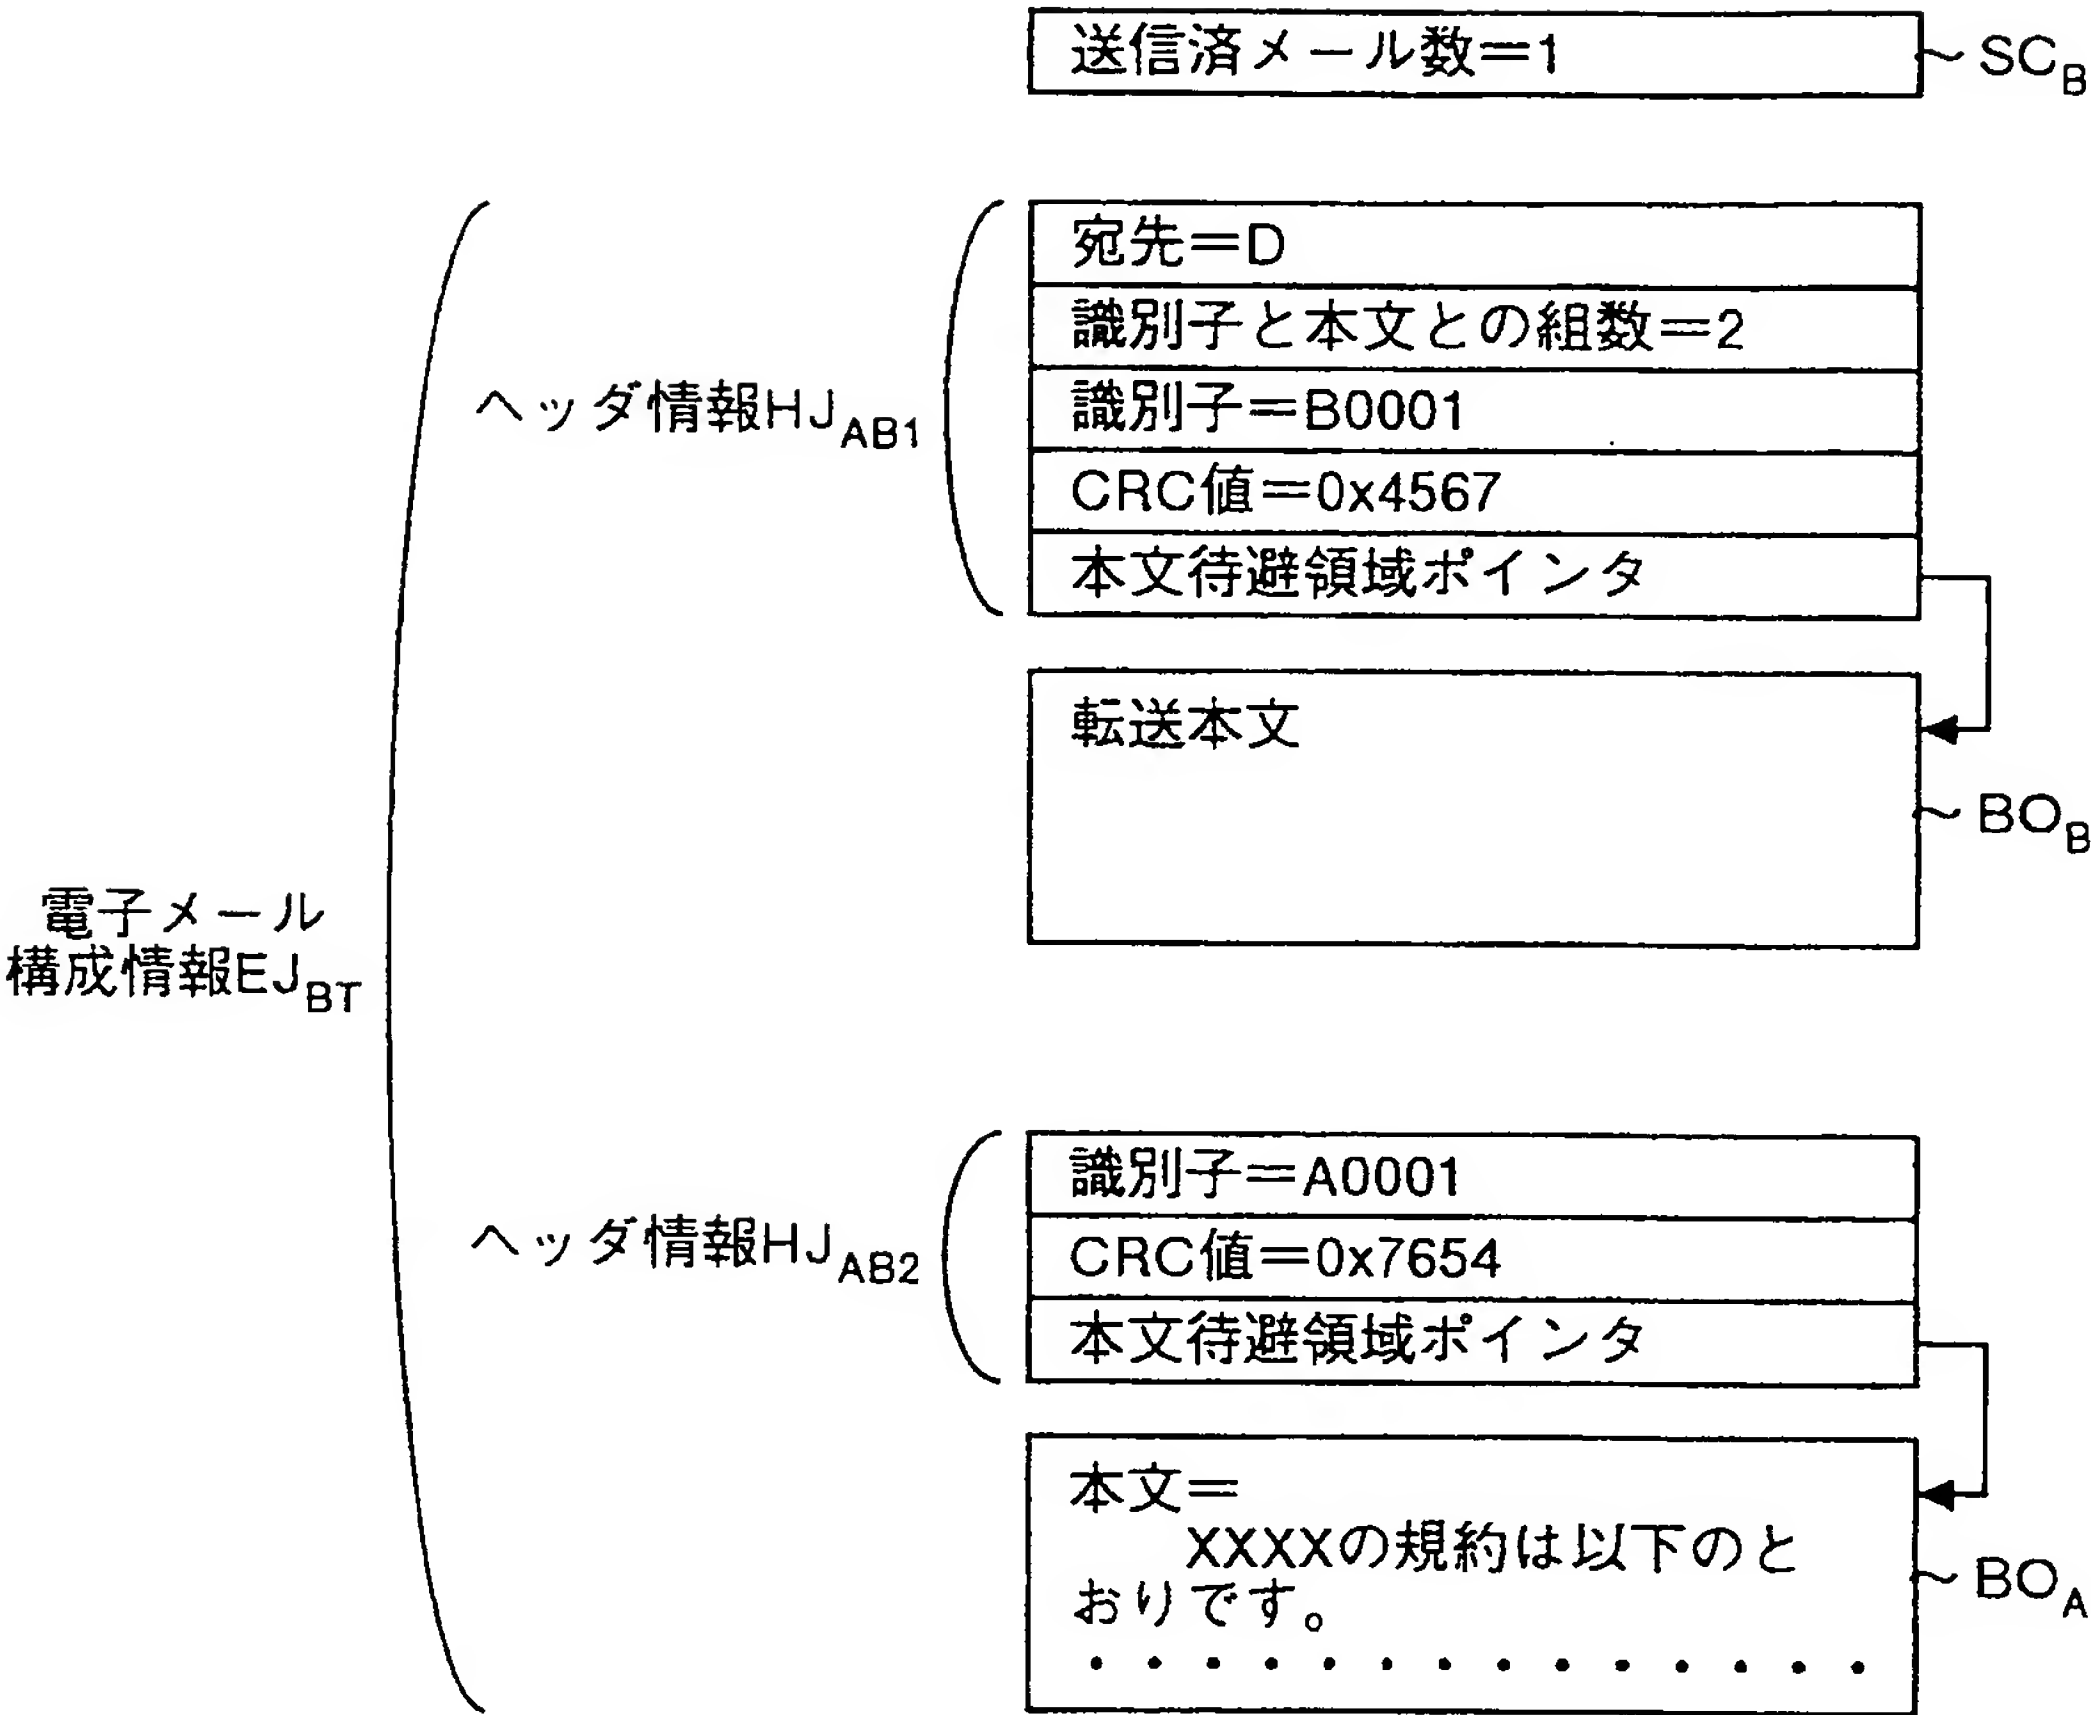 送信済メール数＝1
SCB
宛先＝D
識別子と本文との組数＝2
ヘッダ情報HJAB1
識別子＝B0001
CRC値＝0x4567
本文待避領域ポインタ
転送本文
BOB
電子メール
構成情報EJBT
識別子＝A0001
ヘッダ情報HJAB2
CRC値＝0x7654
本文待避領域ポインタ
本文＝
XXXXの規約は以下のと
おりです。
・・・・・・・・・・・・・・
BOA